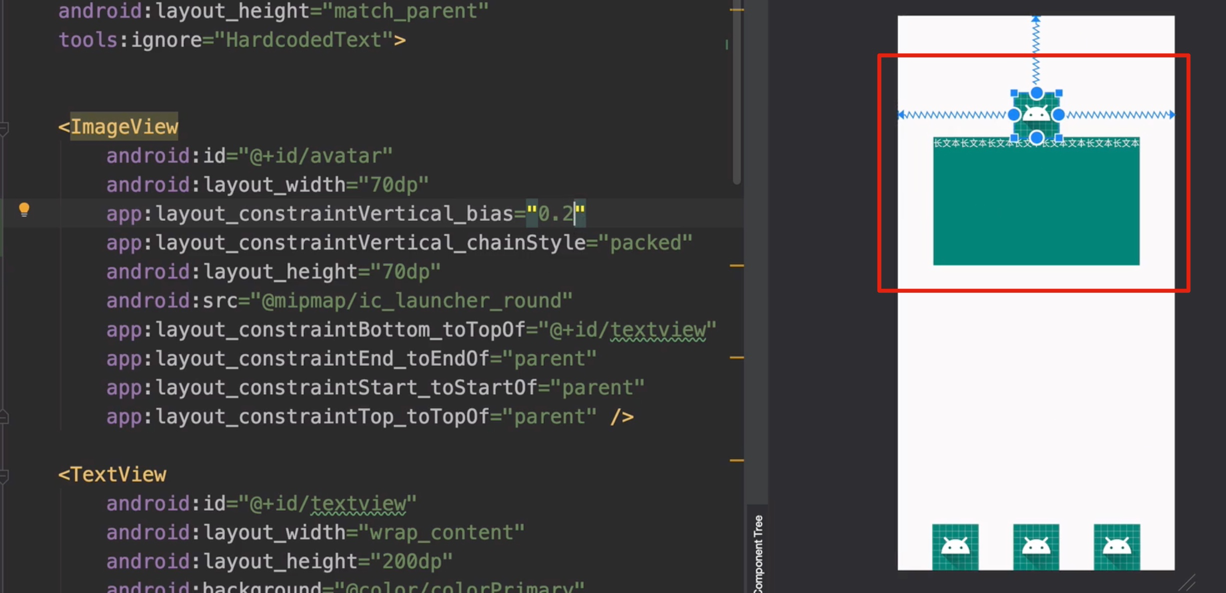 android:layout_height="match_parent"
tools:ignore="HardcodedText">
<ImageView
android:id="@+id/avatar"
android:layout_width="70dp"
app:layout_constraintVertical_bias="0.2"
app:layout_constraintVertical_chainStyle="packed"
android:layout_height="70dp"
android:src="@mipmap/ic_launcher_round"
app:layout_constraintBottom_toTopOf="@+id/textview"
app:layout_constraintEnd_toEndOf="parent"
app:layout_constraintStart_toStartOf="parent"
app:layout_constraintTop_toTopOf="parent" />
<TextView
android:id="@+id/textview"
android:layout_width="wrap_content"
android:layout_height="200dp"
android:background="@color/colorPrimary"
Component Tree
长文本长文本长文本长文本长文本长文本长文本长文本